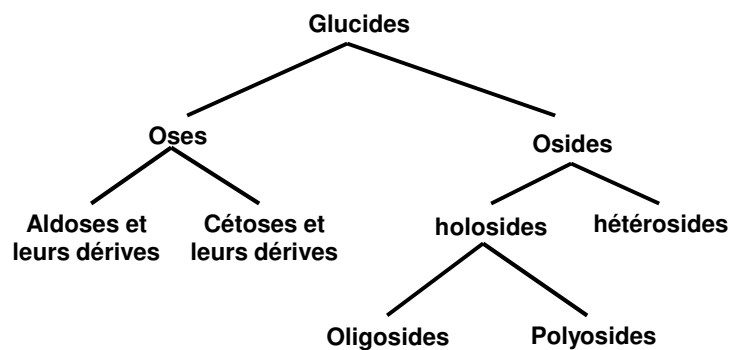 Glucides
Oses
Osides
Aldoses et
leurs dérives
Cétoses et
leurs dérives
holosides
hétérosides
Oligosides
Polyosides